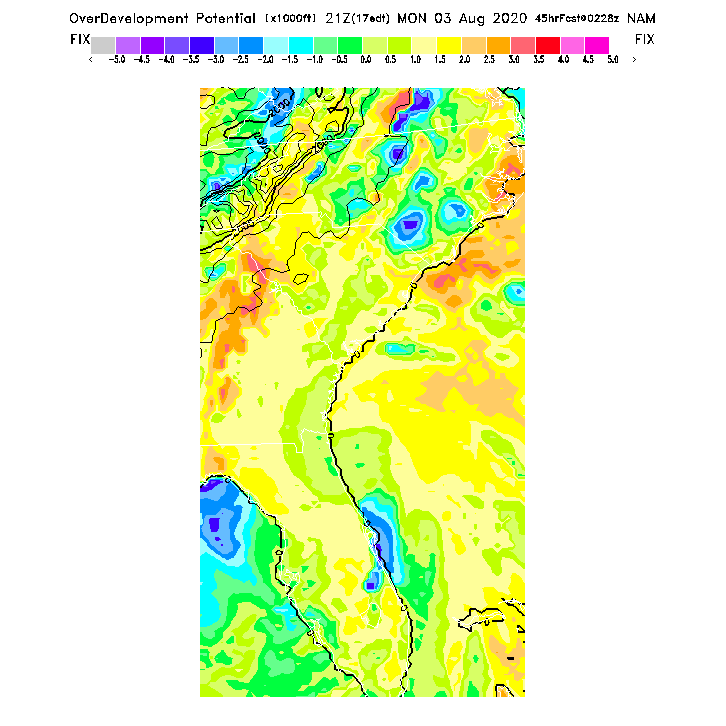 OverDevelopment Potential [x1000ft] 21Z(17edt) MON 03 Aug 2020 45hrFcst@0228z NAM
FIX FIX
< -5.0 -4.5 -4.0 -3.5 -3.0 -2.5 -2.0 -1.5 -1.0 -0.5 0.0 0.5 1.0 1.5 2.0 2.5 3.0 3.5 4.0 4.5 5.0 >
2000